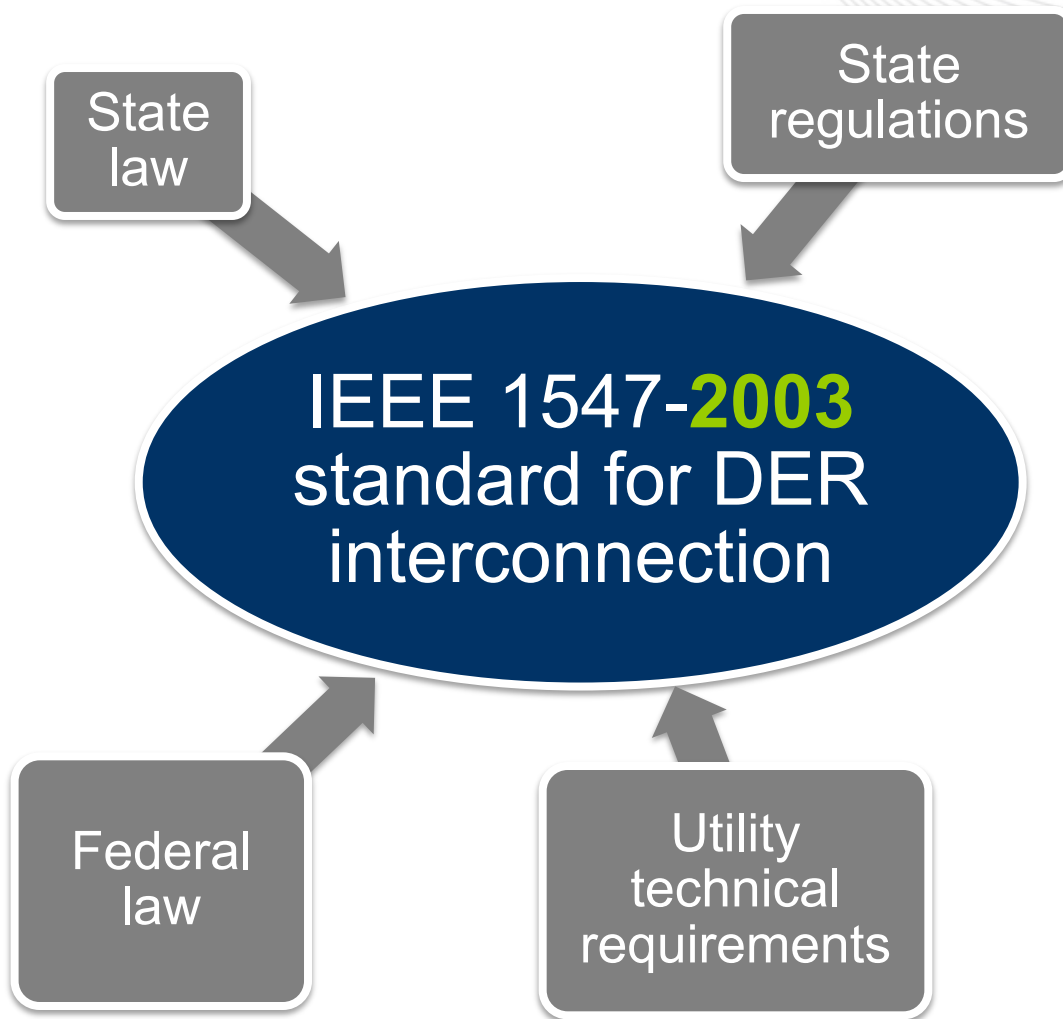 State
law
State
regulations
IEEE 1547-2003
standard for DER
interconnection
Federal
law
Utility
technical
requirements